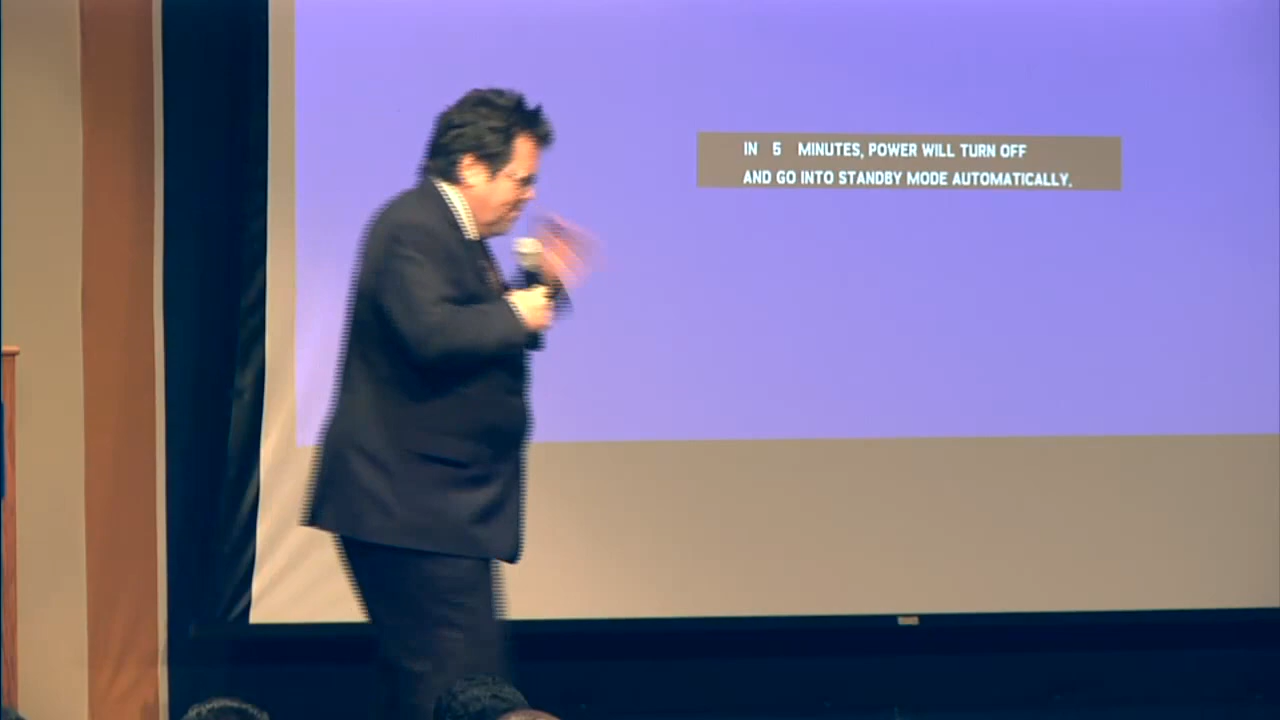 IN 5 MINUTES, POWER WILL TURN OFF
AND GO INTO STANDBY MODE AUTOMATICALLY.